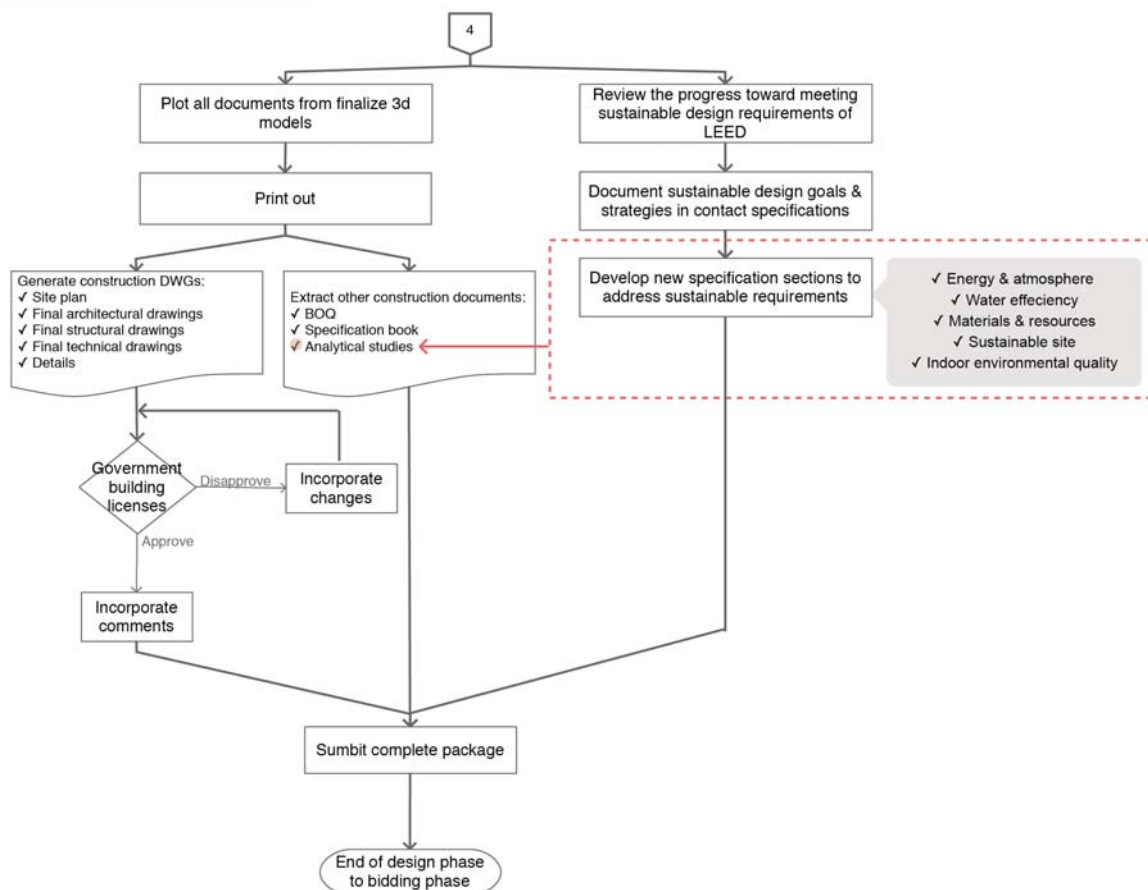 4
Plot all documents from finalize 3d
models
Review the progress toward meeting
sustainable design requirements of
LEED
Print out
Document sustainable design goals &
strategies in contact specifications
Generate construction DWGs:
✓ Site plan
✓ Final architectural drawings
✓ Final structural drawings
✓ Final technical drawings
✓ Details
Extract other construction documents:
✓ BOQ
✓ Specification book
✓ Analytical studies
Develop new specification sections to
address sustainable requirements
✓ Energy & atmosphere
✓ Water effeciency
✓ Materials & resources
✓ Sustainable site
✓ Indoor environmental quality
Government
building
licenses
Disapprove
Incorporate
changes
Approve
Incorporate
comments
Sumbit complete package
End of design phase
to bidding phase